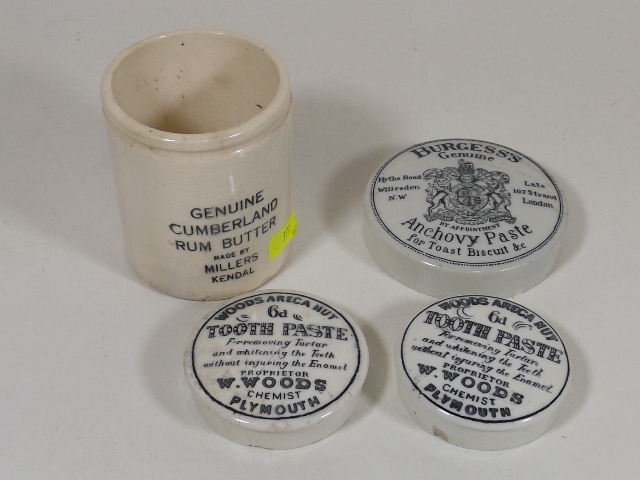 GENUINE
CUMBERLAND
RUM BUTTER
MADE BY
MILLERS
KENDAL
BURGESS'S
Genuine
Hythe Road
Willesden
N.W
Late
107 Strand
London
BY APPOINTMENT
Anchovy Paste
for Toast Biscuit &c
WOODS ARECA NUT
6d
TOOTH PASTE
For removing Tartar
and whitening the Teeth
without injuring the Enamel
PROPRIETOR
W. WOODS
CHEMIST
PLYMOUTH
WOODS ARECA NUT
6d
TOOTH PASTE
For removing Tartar
and whitening the Teeth
without injuring the Enamel
PROPRIETOR
W. WOODS
CHEMIST
PLYMOUTH